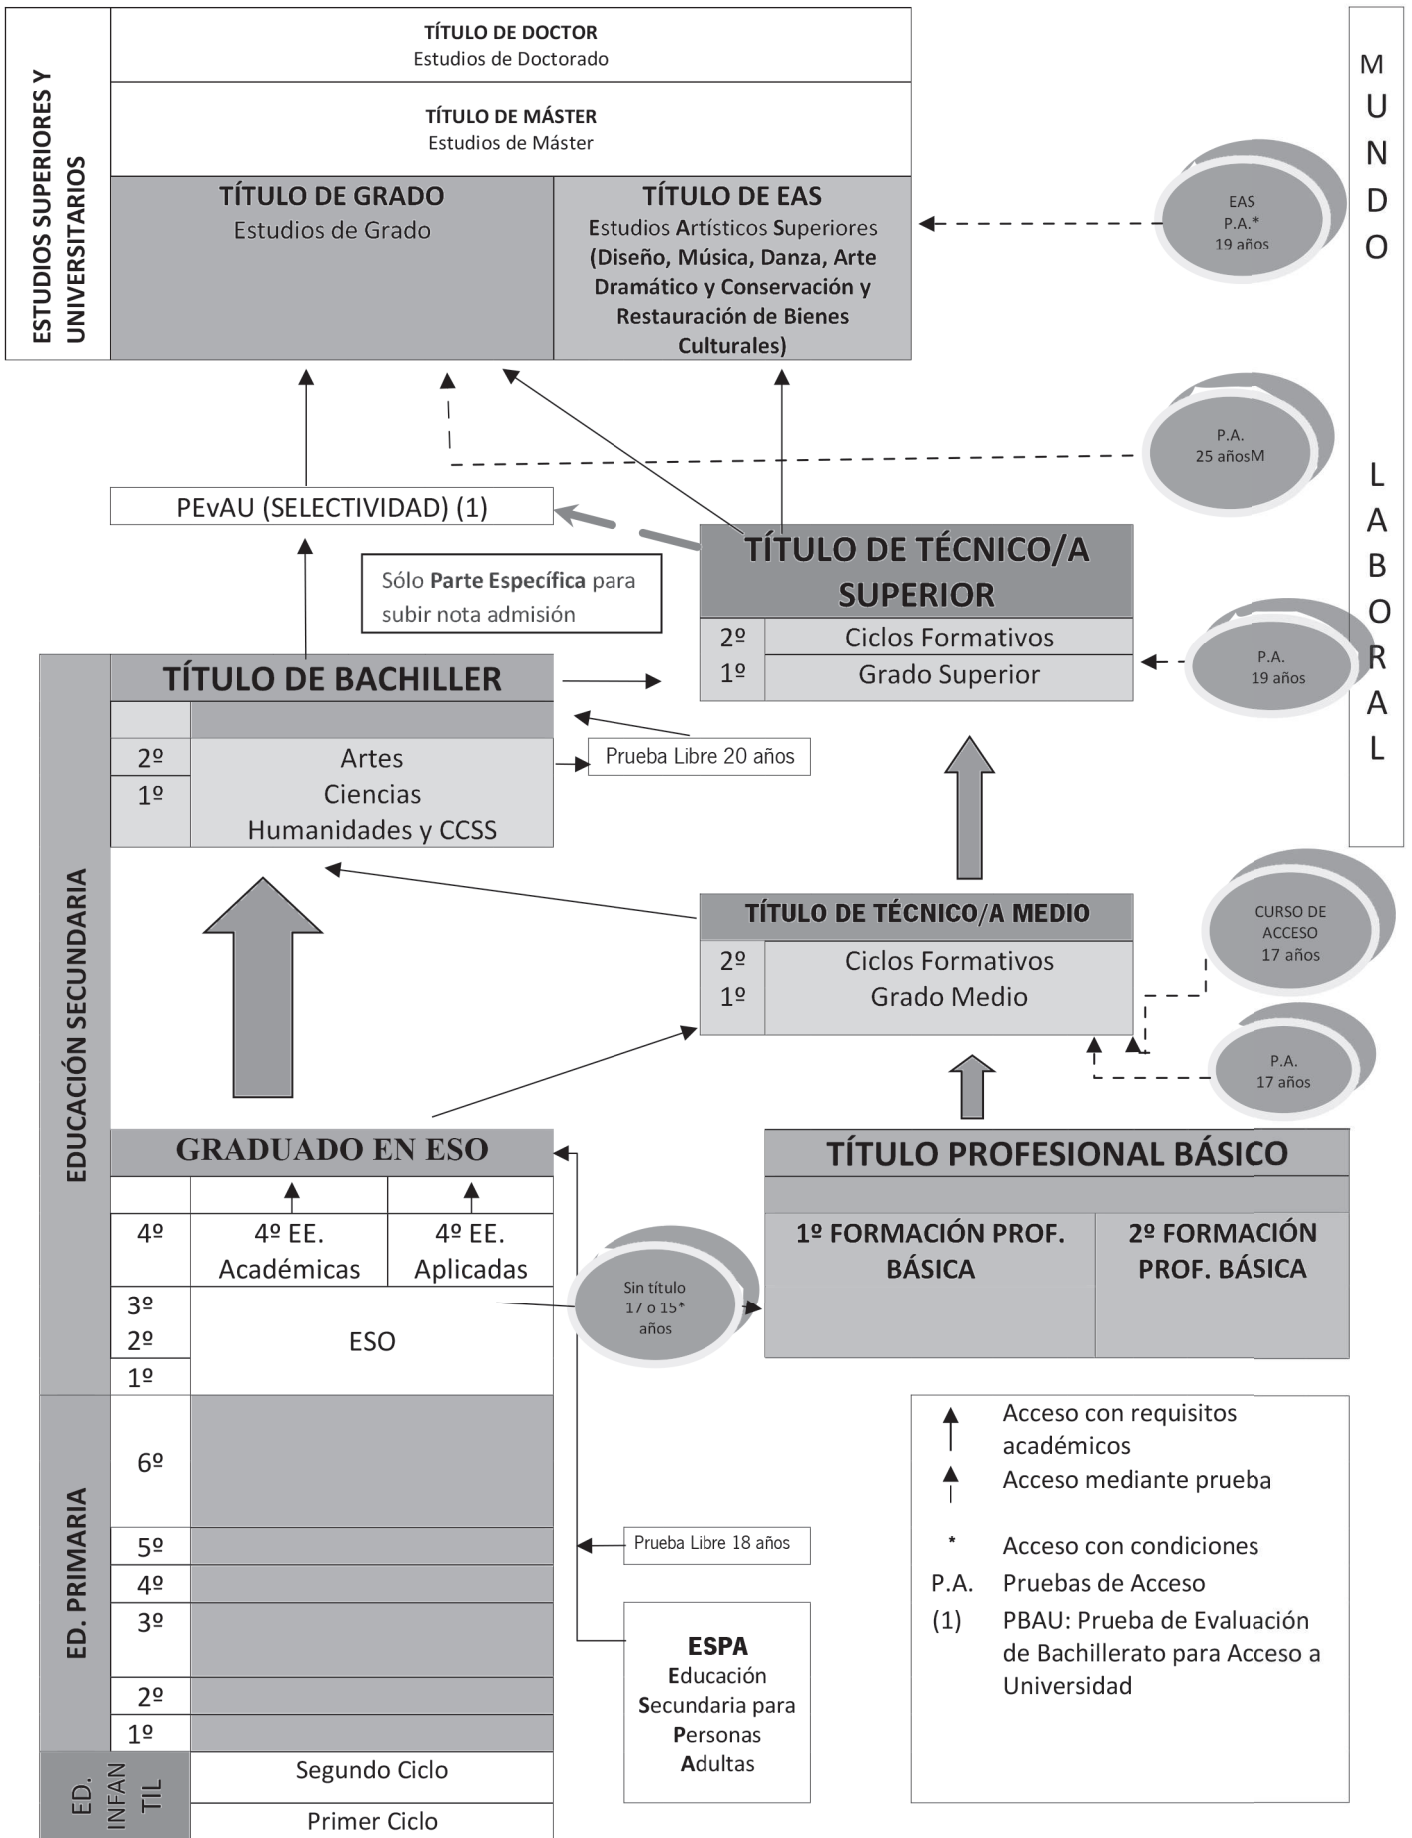 ESTUDIOS SUPERIORES Y
UNIVERSITARIOS
TÍTULO DE DOCTOR
Estudios de Doctorado
TÍTULO DE MÁSTER
Estudios de Máster
TÍTULO DE GRADO
Estudios de Grado
TÍTULO DE EAS
Estudios Artísticos Superiores
(Diseño, Música, Danza, Arte
Dramático y Conservación y
Restauración de Bienes
Culturales)
EAS
P.A.*
19 años
MUNDO LABORAL
P.A.
25 añosM
PEvAU (SELECTIVIDAD) (1)
Sólo Parte Específica para
subir nota admisión
TÍTULO DE TÉCNICO/A
SUPERIOR
2º Ciclos Formativos
1º Grado Superior
P.A.
19 años
EDUCACIÓN SECUNDARIA
TÍTULO DE BACHILLER
2º Artes
1º Ciencias
Humanidades y CCSS
Prueba Libre 20 años
TÍTULO DE TÉCNICO/A MEDIO
2º Ciclos Formativos
1º Grado Medio
CURSO DE
ACCESO
17 años
P.A.
17 años
GRADUADO EN ESO
4º
4º EE.
Académicas
4º EE.
Aplicadas
3º
2º ESO
1º
Sin título
17 o 15*
años
TÍTULO PROFESIONAL BÁSICO
1º FORMACIÓN PROF.
BÁSICA
2º FORMACIÓN
PROF. BÁSICA
ED. PRIMARIA
6º
5º
4º
3º
2º
1º
Prueba Libre 18 años
ESPA
Educación
Secundaria para
Personas
Adultas
ED.
INFAN
TIL
Segundo Ciclo
Primer Ciclo
Acceso con requisitos
académicos
Acceso mediante prueba
* Acceso con condiciones
P.A. Pruebas de Acceso
(1) PBAU: Prueba de Evaluación
de Bachillerato para Acceso a
Universidad